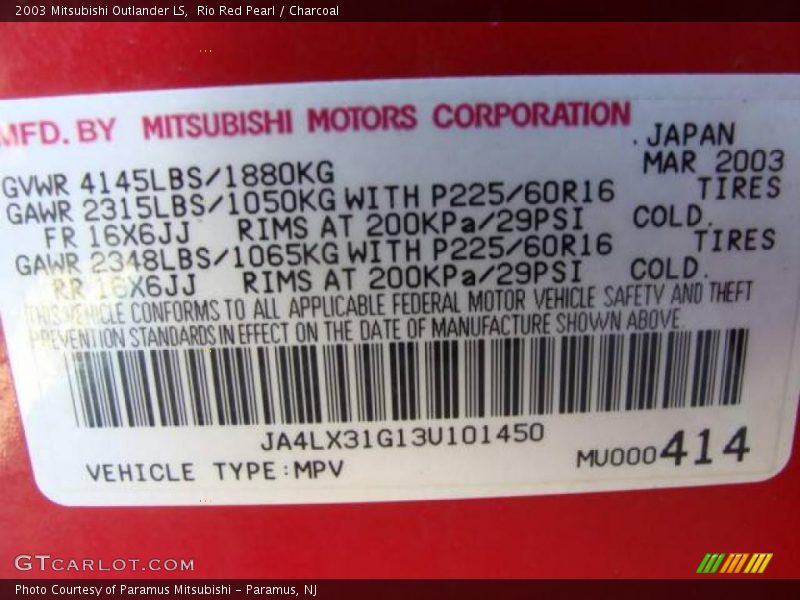 2003 Mitsubishi Outlander LS,  Rio Red Pearl / Charcoal
MFD. BY MITSUBISHI MOTORS CORPORATION
.JAPAN
GVWR 4145LBS/1880KG MAR 2003
GAWR 2315LBS/1050KG WITH P225/60R16 TIRES
FR 16X6JJ RIMS AT 200KPa/29PSI COLD.
GAWR 2348LBS/1065KG WITH P225/60R16 TIRES
RR 16X6JJ RIMS AT 200KPa/29PSI COLD.
THIS VEHICLE CONFORMS TO ALL APPLICABLE FEDERAL MOTOR VEHICLE SAFETY AND THEFT
PREVENTION STANDARDS IN EFFECT ON THE DATE OF MANUFACTURE SHOWN ABOVE.
JA4LX31G13U101450
VEHICLE TYPE:MPV MU000414
GTCARLOT.COM
Photo Courtesy of Paramus Mitsubishi - Paramus, NJ